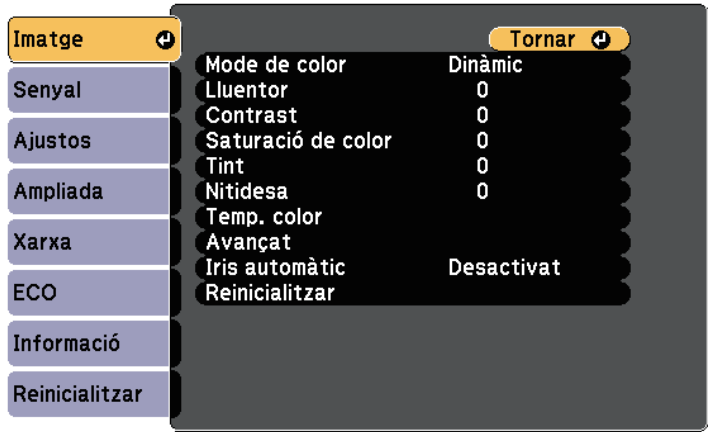 Imatge
Senyal
Ajustos
Ampliada
Xarxa
ECO
Informació
Reinicialitzar
Tornar
Mode de color Dinàmic
Lluentor 0
Contrast 0
Saturació de color 0
Tint 0
Nitidesa 0
Temp. color
Avançat
Iris automàtic Desactivat
Reinicialitzar